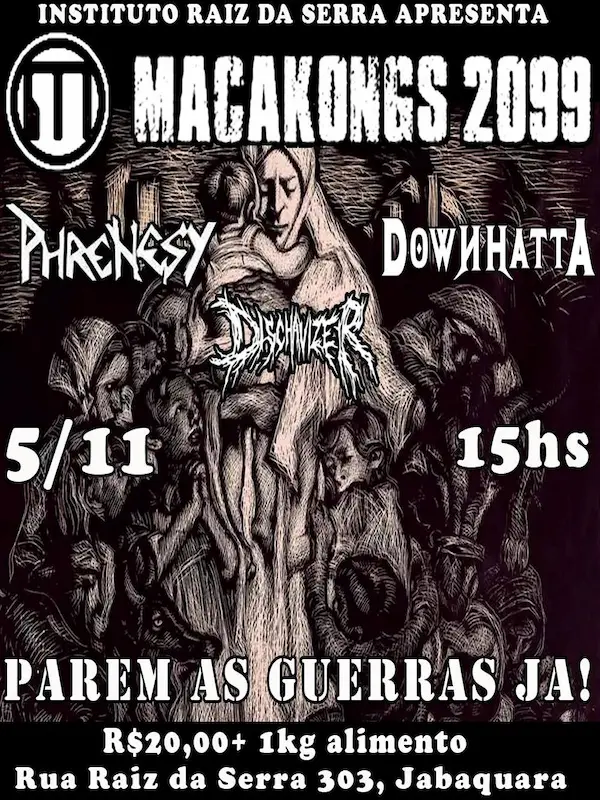 INSTITUTO RAIZ DA SERRA APRESENTA
MACAKONGS 2099
PHRENESY
DOWNHATTA
DISCHAVIZER
5/11
15hs
PAREM AS GUERRAS JA!
R$20,00+ 1kg alimento
Rua Raiz da Serra 303, Jabaquara